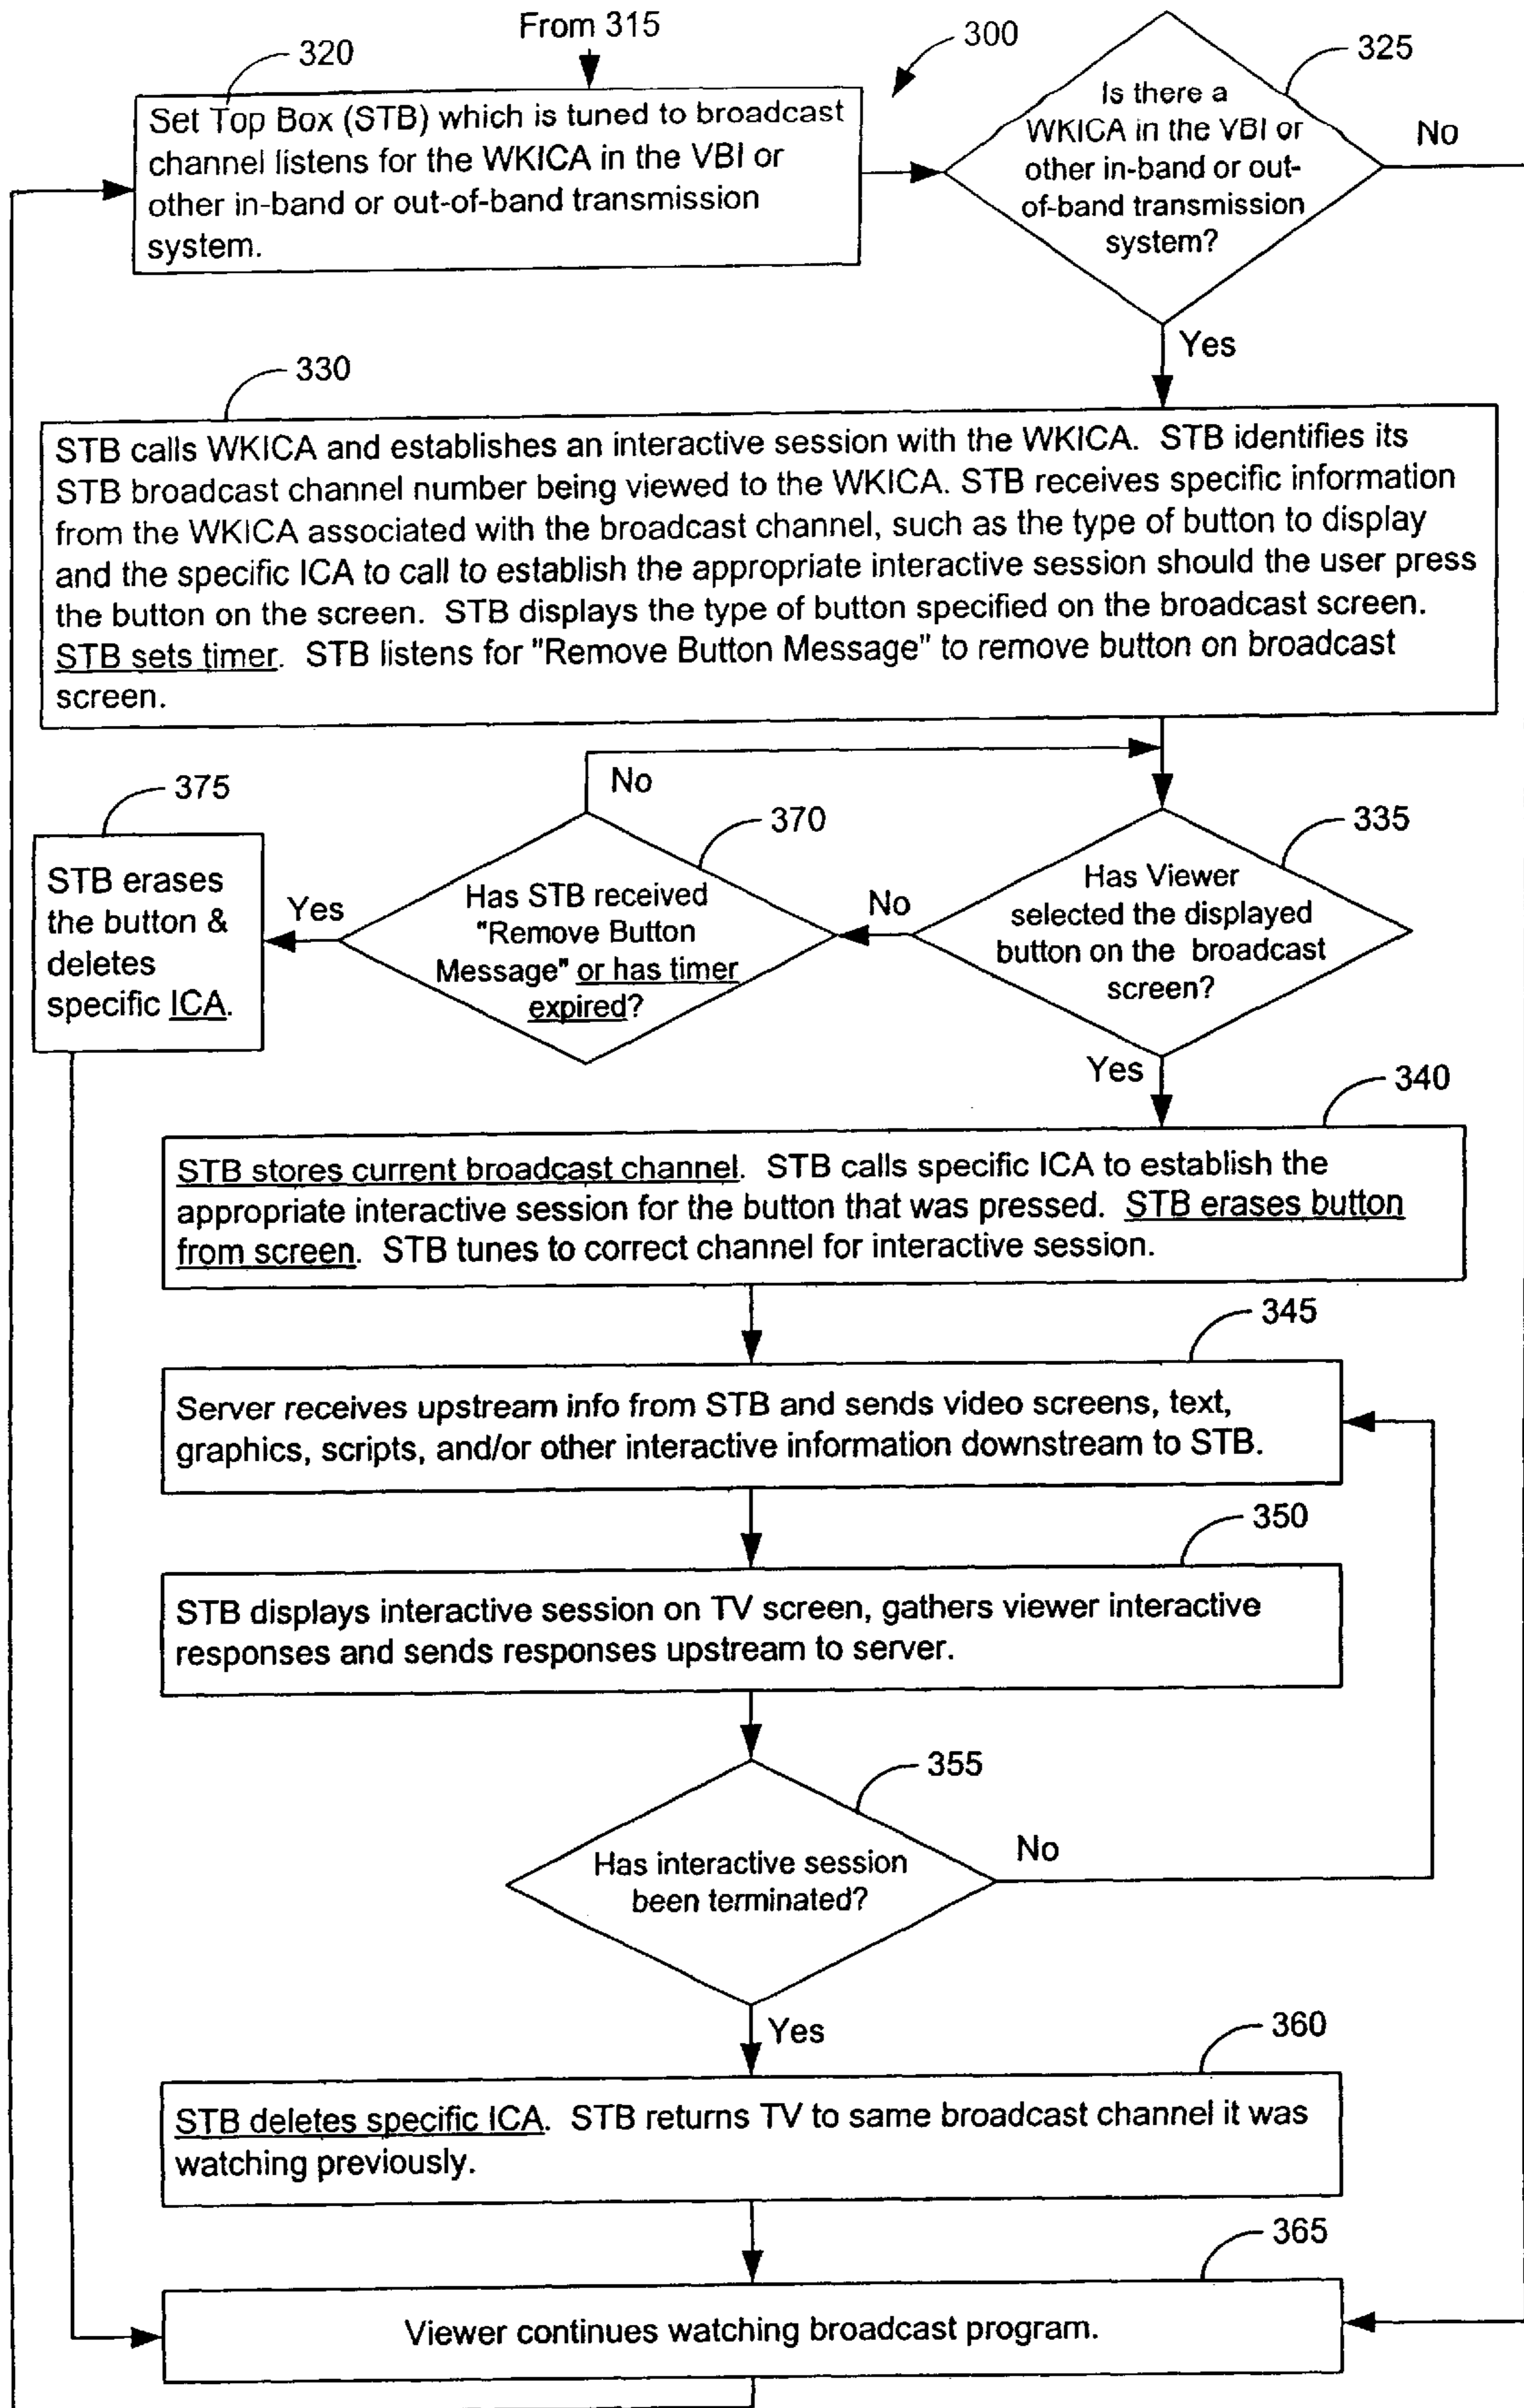 From 315
300
320
Set Top Box (STB) which is tuned to broadcast
channel listens for the WKICA in the VBI or
other in-band or out-of-band transmission
system.
325
Is there a
WKICA in the VBI or
other in-band or out-
of-band transmission
system?
No
Yes
330
STB calls WKICA and establishes an interactive session with the WKICA. STB identifies its
STB broadcast channel number being viewed to the WKICA. STB receives specific information
from the WKICA associated with the broadcast channel, such as the type of button to display
and the specific ICA to call to establish the appropriate interactive session should the user press
the button on the screen. STB displays the type of button specified on the broadcast screen.
STB sets timer. STB listens for "Remove Button Message" to remove button on broadcast
screen.
335
Has Viewer
selected the displayed
button on the broadcast
screen?
No
370
Has STB received
"Remove Button
Message" or has timer
expired?
No
Yes
375
STB erases
the button &
deletes
specific ICA.
Yes
340
STB stores current broadcast channel. STB calls specific ICA to establish the
appropriate interactive session for the button that was pressed. STB erases button
from screen. STB tunes to correct channel for interactive session.
345
Server receives upstream info from STB and sends video screens, text,
graphics, scripts, and/or other interactive information downstream to STB.
350
STB displays interactive session on TV screen, gathers viewer interactive
responses and sends responses upstream to server.
355
Has interactive session
been terminated?
No
Yes
360
STB deletes specific ICA. STB returns TV to same broadcast channel it was
watching previously.
365
Viewer continues watching broadcast program.